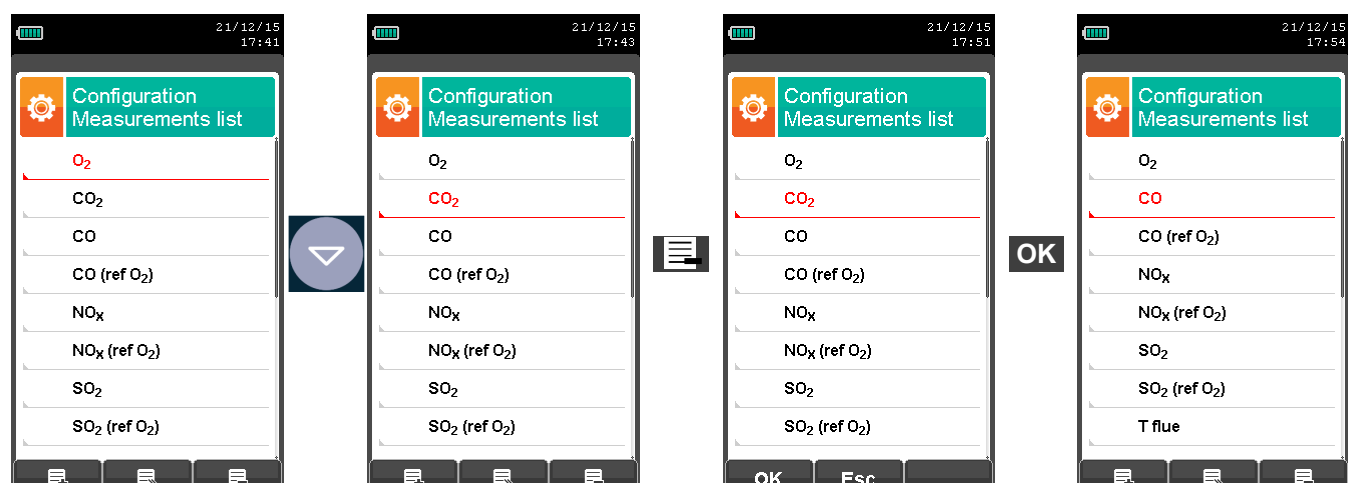 21/12/15
17:41
Configuration
Measurements list
O₂
CO₂
CO
CO (ref O₂)
NOx
NOx (ref O₂)
SO₂
SO₂ (ref O₂)
21/12/15
17:43
Configuration
Measurements list
O₂
CO₂
CO
CO (ref O₂)
NOx
NOx (ref O₂)
SO₂
SO₂ (ref O₂)
21/12/15
17:51
Configuration
Measurements list
O₂
CO₂
CO
CO (ref O₂)
NOx
NOx (ref O₂)
SO₂
SO₂ (ref O₂)
OK Esc
OK
21/12/15
17:54
Configuration
Measurements list
O₂
CO
CO (ref O₂)
NOx
NOx (ref O₂)
SO₂
SO₂ (ref O₂)
T flue